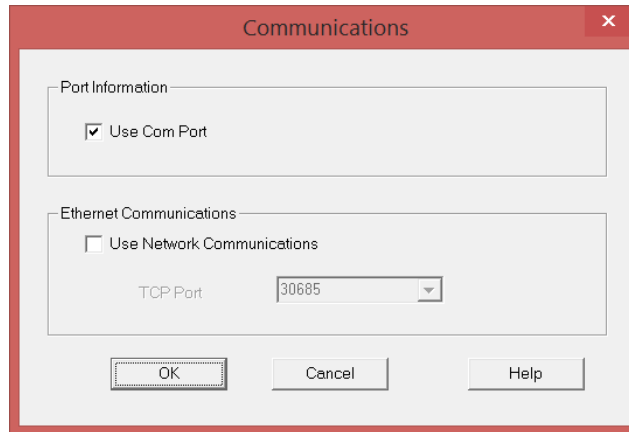 Communications
Port Information
Use Com Port
Ethernet Communications
Use Network Communications
TCP Port 30685
OK Cancel Help